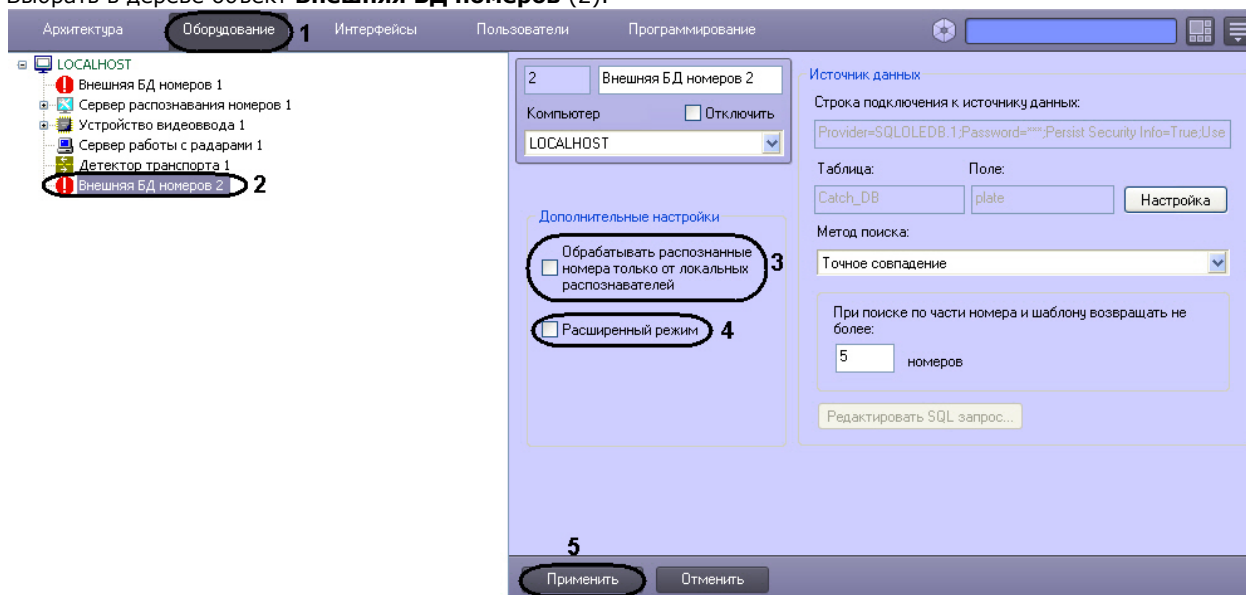 Выбрать в дереве объект Внешняя БД номеров (2).
Архитектура Оборудование 1 Интерфейсы Пользователи Программирование
LOCALHOST
Внешняя БД номеров 1
Сервер распознавания номеров 1
Устройство видеоввода 1
Сервер работы с радарами 1
Детектор транспорта 1
Внешняя БД номеров 2 2
2 Внешняя БД номеров 2
Компьютер Отключить
LOCALHOST
Дополнительные настройки
Обрабатывать распознанные
номера только от локальных 3
распознавателей
Расширенный режим 4
Источник данных
Строка подключения к источнику данных:
Provider=SQLOLEDB.1;Password=***;Persist Security Info=True;Use
Таблица: Поле:
Catch_DB plate Настройка
Метод поиска:
Точное совпадение
При поиске по части номера и шаблону возвращать не
более:
5 номеров
Редактировать SQL запрос...
5
Применить Отменить